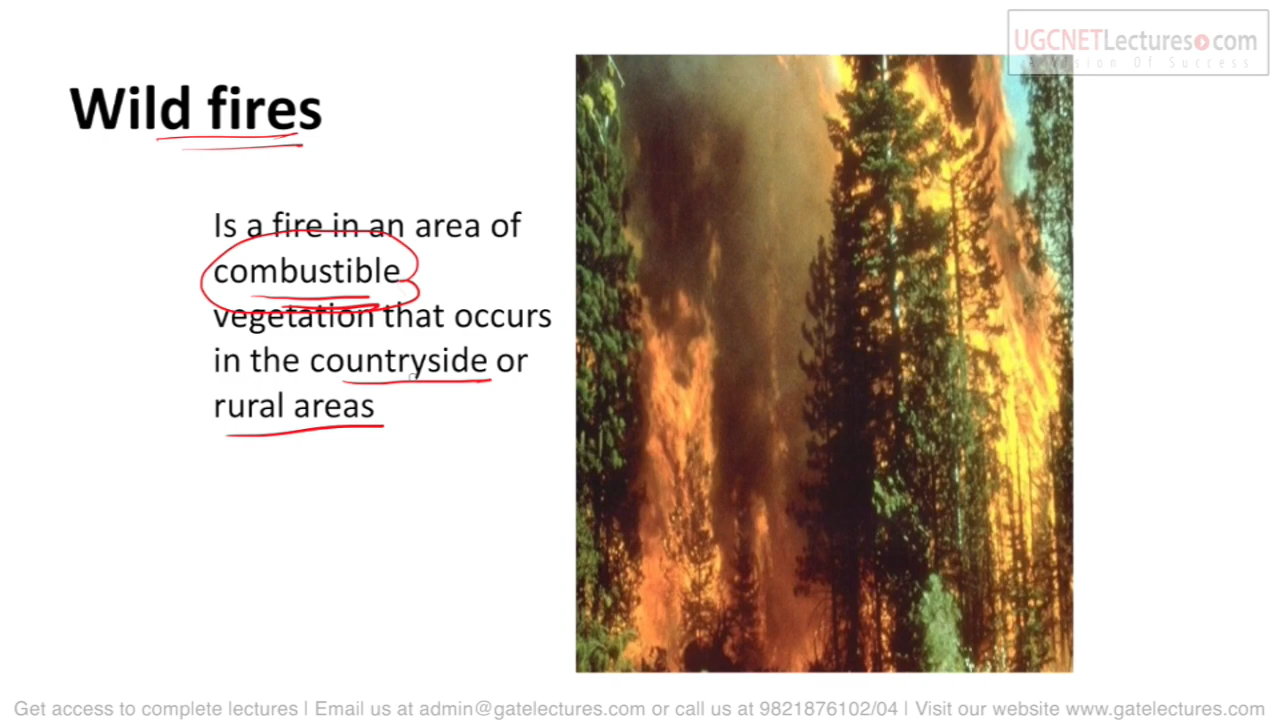 UGCNETLectures.com
A Vision Of Success
Wild fires
Is a fire in an area of
combustible
vegetation that occurs
in the countryside or
rural areas
Get access to complete lectures | Email us at admin@gatelectures.com or call us at 9821876102/04 | Visit our website www.gatelectures.com